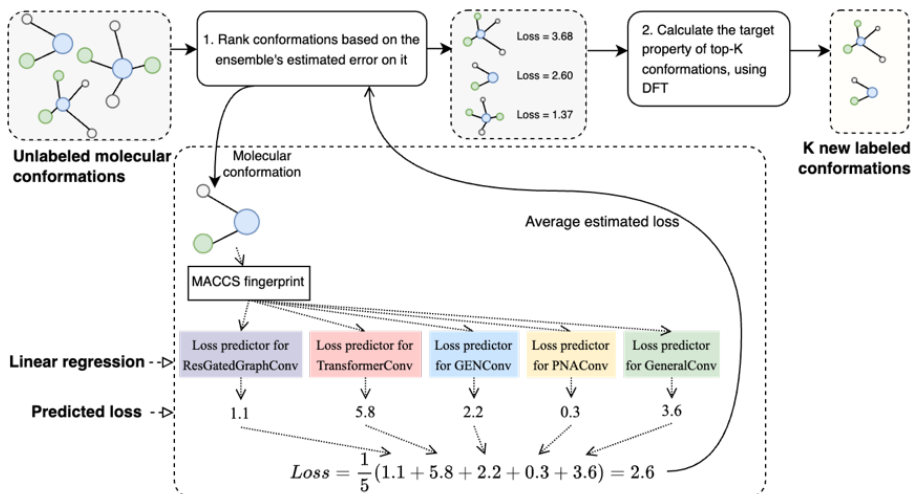 1. Rank conformations based on the
ensemble's estimated error on it
Loss = 3.68
Loss = 2.60
Loss = 1.37
2. Calculate the target
property of top-K
conformations, using
DFT
Unlabeled molecular
conformations
K new labeled
conformations
Molecular
conformation
Average estimated loss
MACCS fingerprint
Linear regression
Loss predictor for
ResGatedGraphConv
Loss predictor for
TransformerConv
Loss predictor
for GENConv
Loss predictor
for PNAConv
Loss predictor
for GeneralConv
Predicted loss
1.1
5.8
2.2
0.3
3.6
Loss = 1/5 (1.1 + 5.8 + 2.2 + 0.3 + 3.6) = 2.6